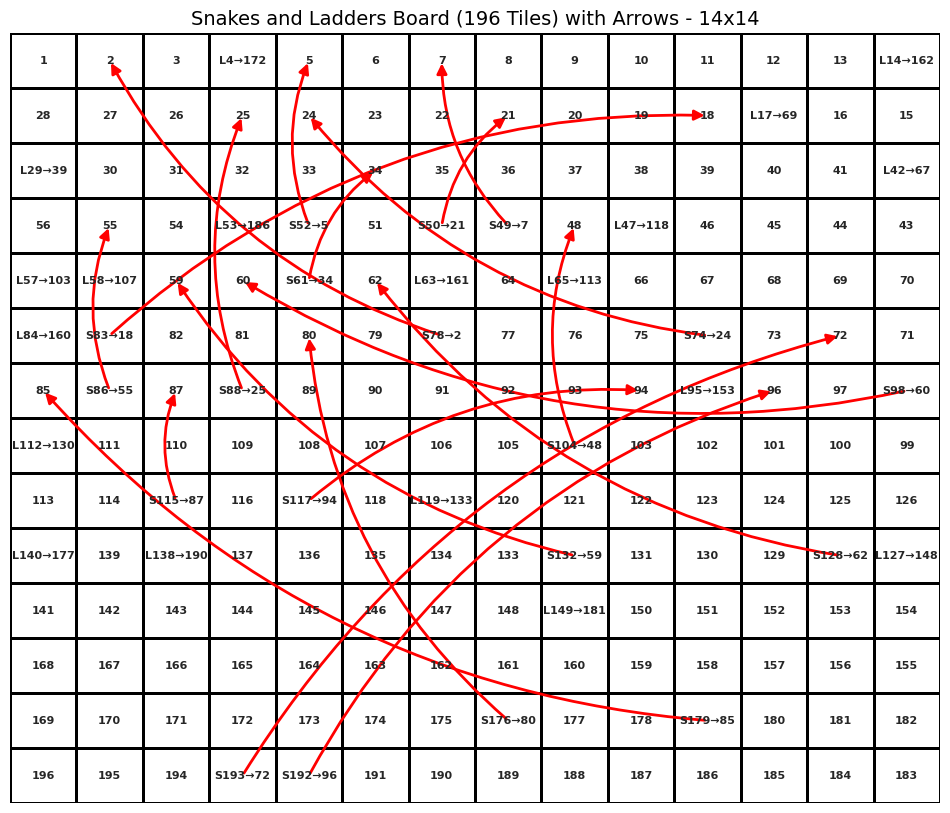 Snakes and Ladders Board (196 Tiles) with Arrows - 14x14
1 2 3 L4→172 5 6 7 8 9 10 11 12 13 L14→162
28 27 26 25 24 23 22 21 20 19 18 L17→69 16 15
L29→39 30 31 32 33 34 35 36 37 38 39 40 41 L42→67
56 55 54 L53→186 S52→5 51 S50→21 S49→7 48 L47→118 46 45 44 43
L57→103 L58→107 59 60 S61→34 62 L63→161 64 L65→113 66 67 68 69 70
L84→160 S83→18 82 81 80 79 S78→2 77 76 75 S74→24 73 72 71
85 S86→55 87 S88→25 89 90 91 92 93 94 L95→153 96 97 S98→60
L112→130 111 110 109 108 107 106 105 S104→48 103 102 101 100 99
113 114 S115→87 116 S117→94 118 L119→133 120 121 122 123 124 125 126
L140→177 139 L138→190 137 136 135 134 133 S132→59 131 130 129 S128→62 L127→148
141 142 143 144 145 146 147 148 L149→181 150 151 152 153 154
168 167 166 165 164 163 162 161 160 159 158 157 156 155
169 170 171 172 173 174 175 S176→80 177 178 S179→85 180 181 182
196 195 194 S193→72 S192→96 191 190 189 188 187 186 185 184 183